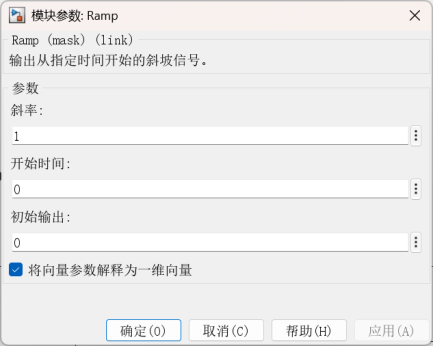 模块参数: Ramp
Ramp (mask) (link)
输出从指定时间开始的斜坡信号。
参数
斜率:
1
开始时间:
0
初始输出:
0
将向量参数解释为一维向量
确定(O) 取消(C) 帮助(H) 应用(A)